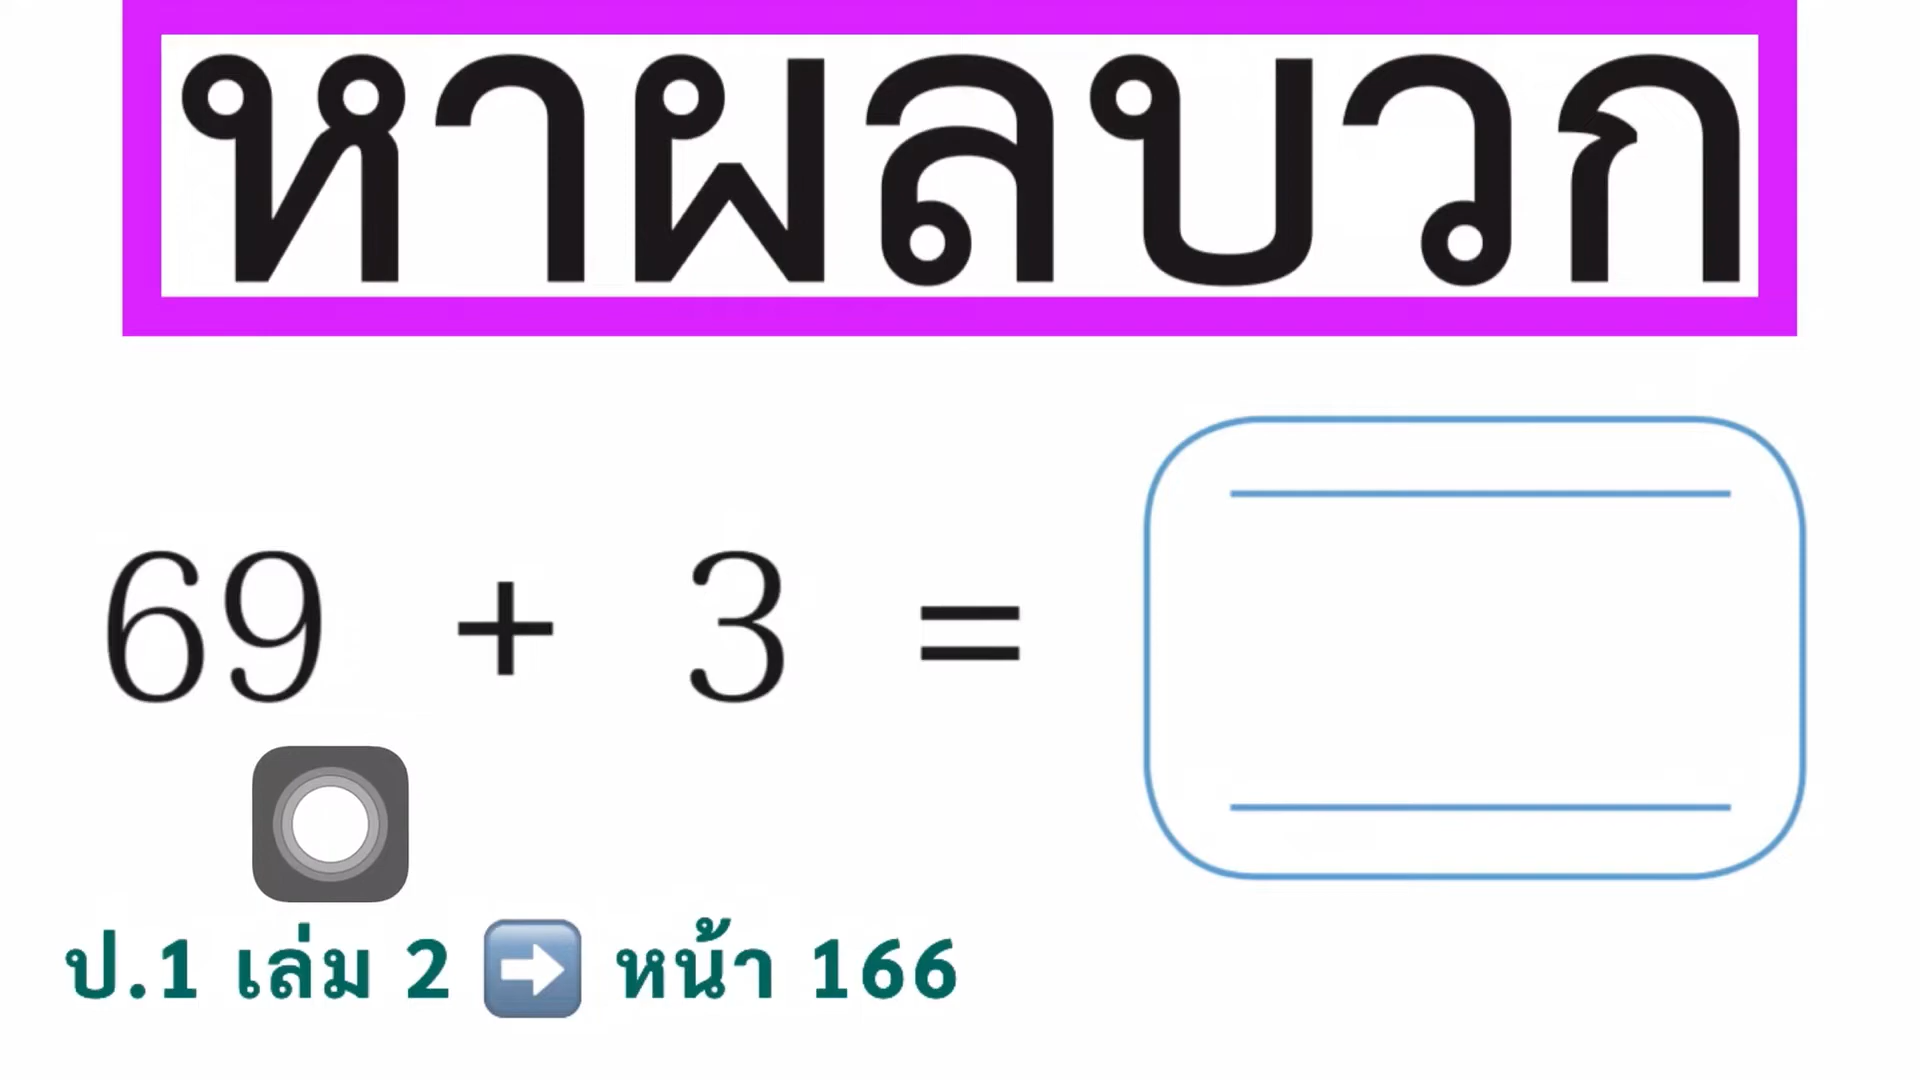 หาผลบวก
69 + 3 =
ป.1 เล่ม 2 ➡️ หน้า 166